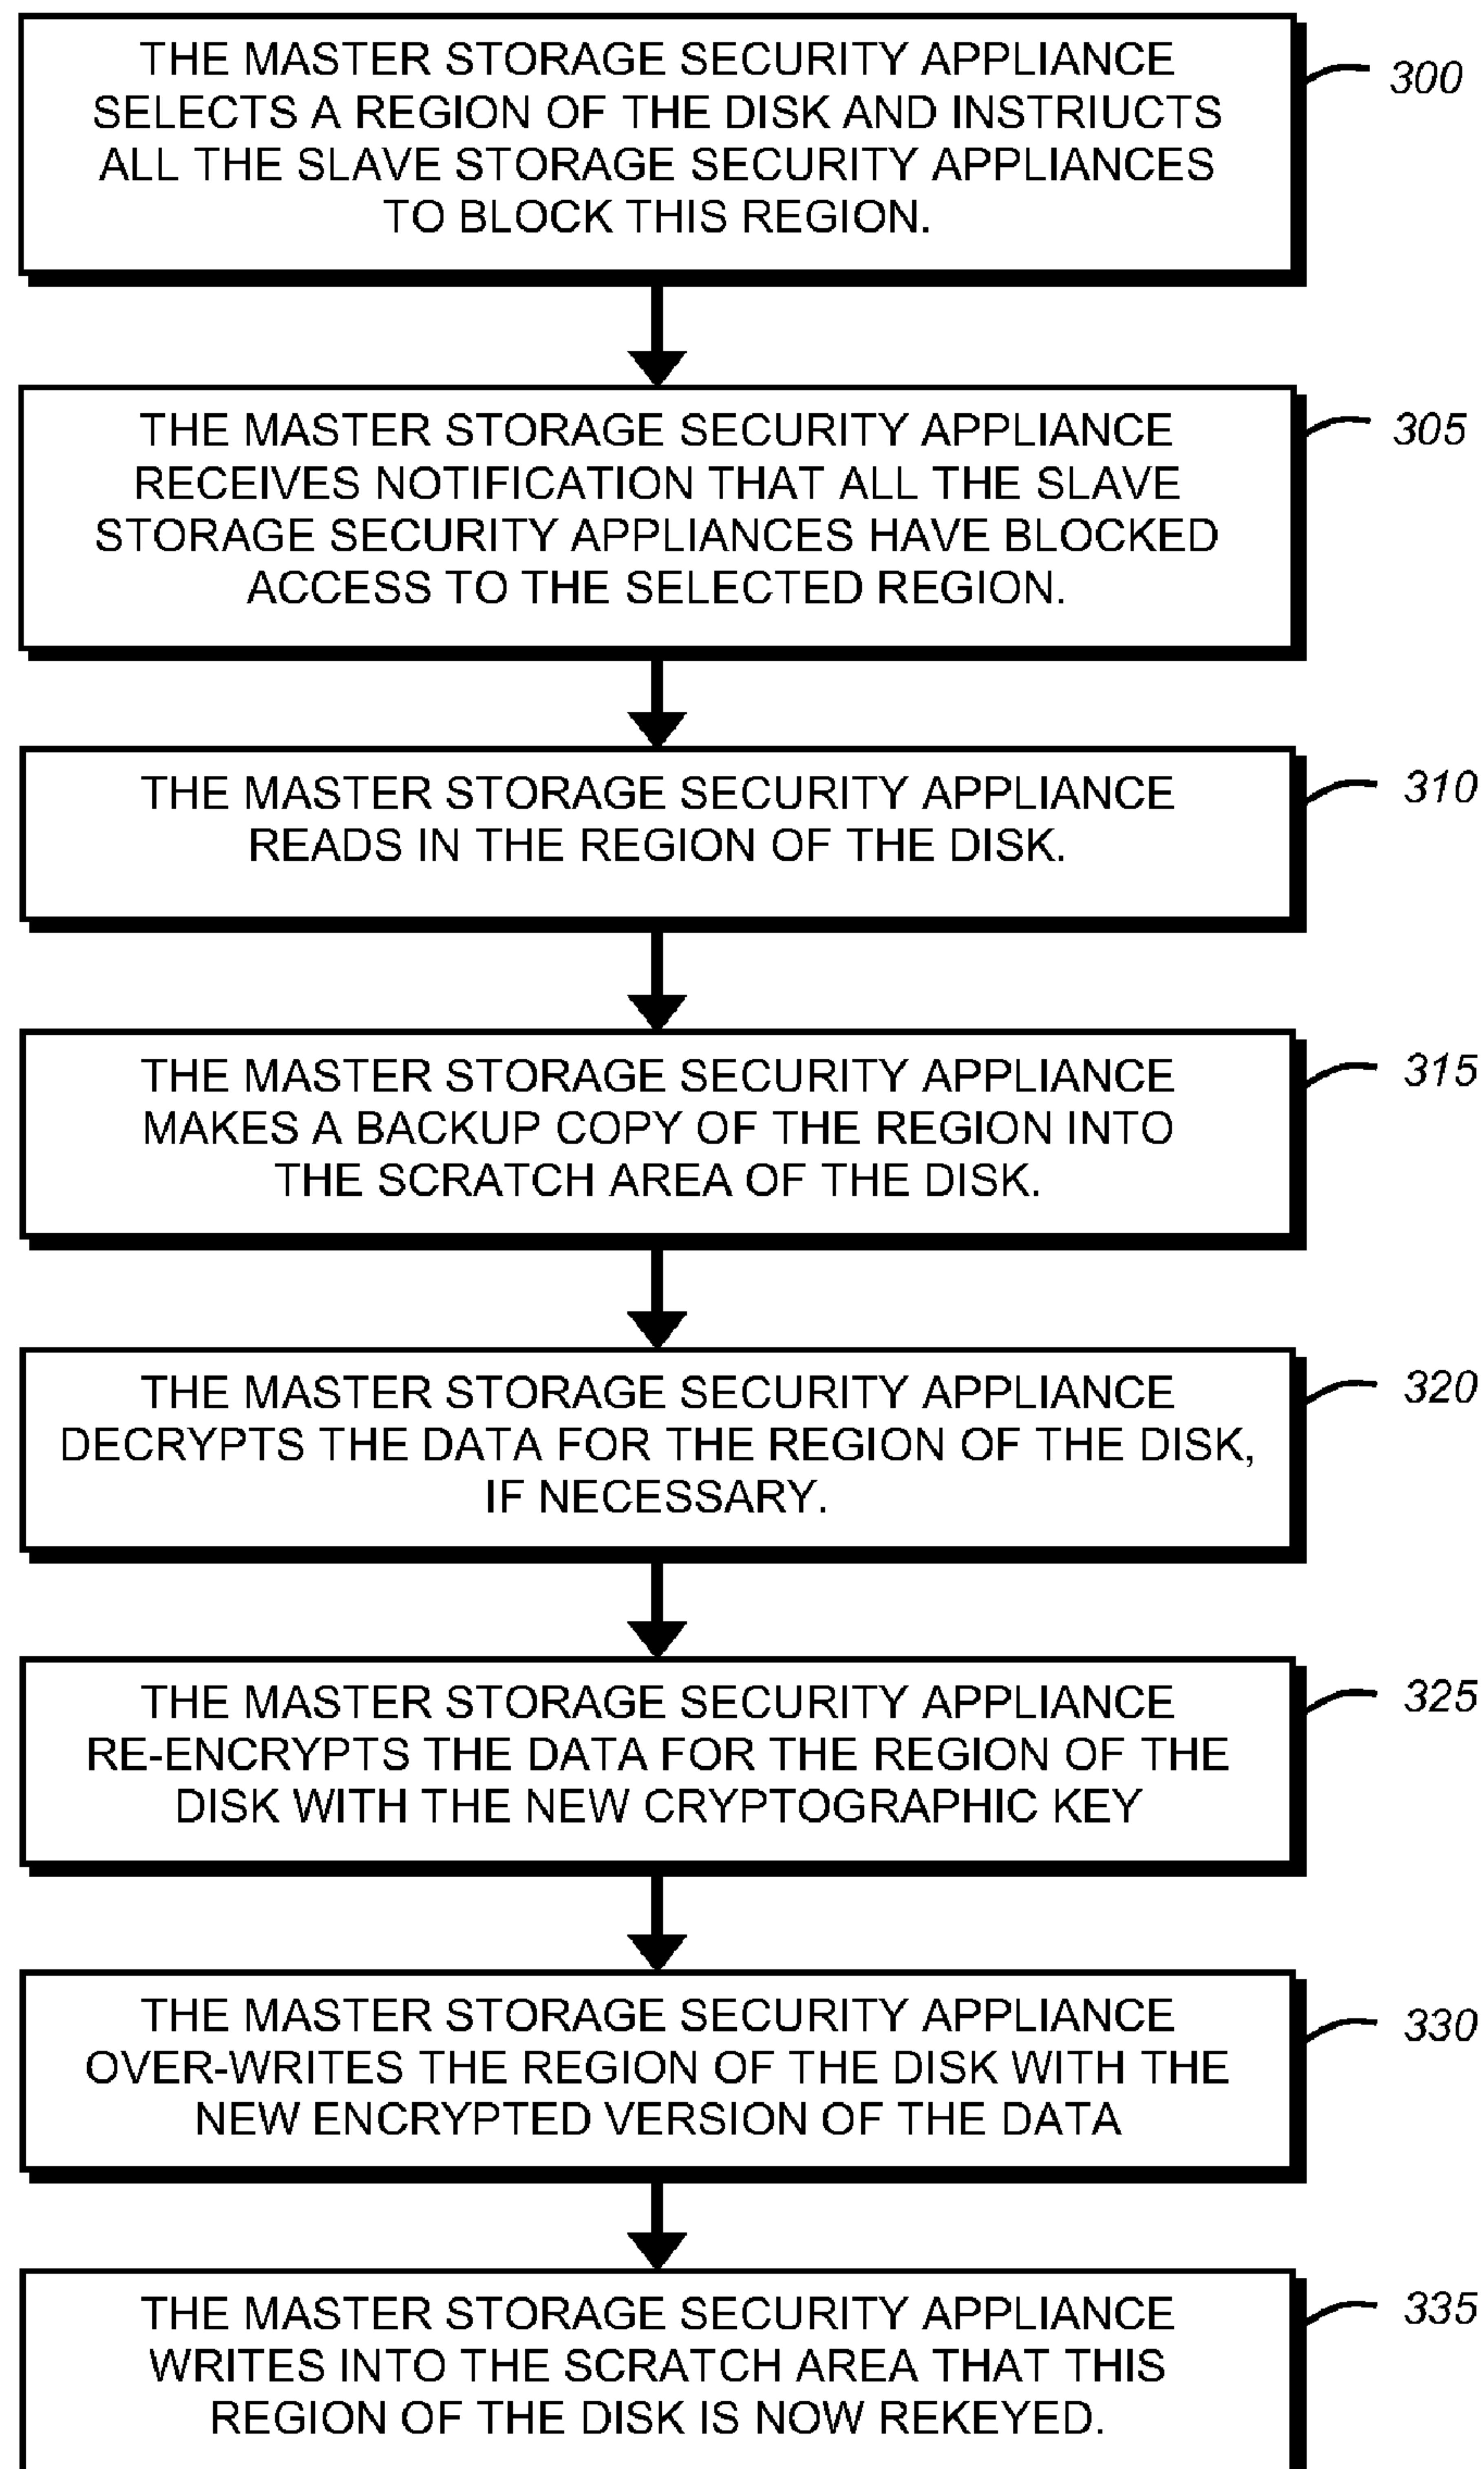 THE MASTER STORAGE SECURITY APPLIANCE
SELECTS A REGION OF THE DISK AND INSTRIUCTS
ALL THE SLAVE STORAGE SECURITY APPLIANCES
TO BLOCK THIS REGION.
300
THE MASTER STORAGE SECURITY APPLIANCE
RECEIVES NOTIFICATION THAT ALL THE SLAVE
STORAGE SECURITY APPLIANCES HAVE BLOCKED
ACCESS TO THE SELECTED REGION.
305
THE MASTER STORAGE SECURITY APPLIANCE
READS IN THE REGION OF THE DISK.
310
THE MASTER STORAGE SECURITY APPLIANCE
MAKES A BACKUP COPY OF THE REGION INTO
THE SCRATCH AREA OF THE DISK.
315
THE MASTER STORAGE SECURITY APPLIANCE
DECRYPTS THE DATA FOR THE REGION OF THE DISK,
IF NECESSARY.
320
THE MASTER STORAGE SECURITY APPLIANCE
RE-ENCRYPTS THE DATA FOR THE REGION OF THE
DISK WITH THE NEW CRYPTOGRAPHIC KEY
325
THE MASTER STORAGE SECURITY APPLIANCE
OVER-WRITES THE REGION OF THE DISK WITH THE
NEW ENCRYPTED VERSION OF THE DATA
330
THE MASTER STORAGE SECURITY APPLIANCE
WRITES INTO THE SCRATCH AREA THAT THIS
REGION OF THE DISK IS NOW REKEYED.
335